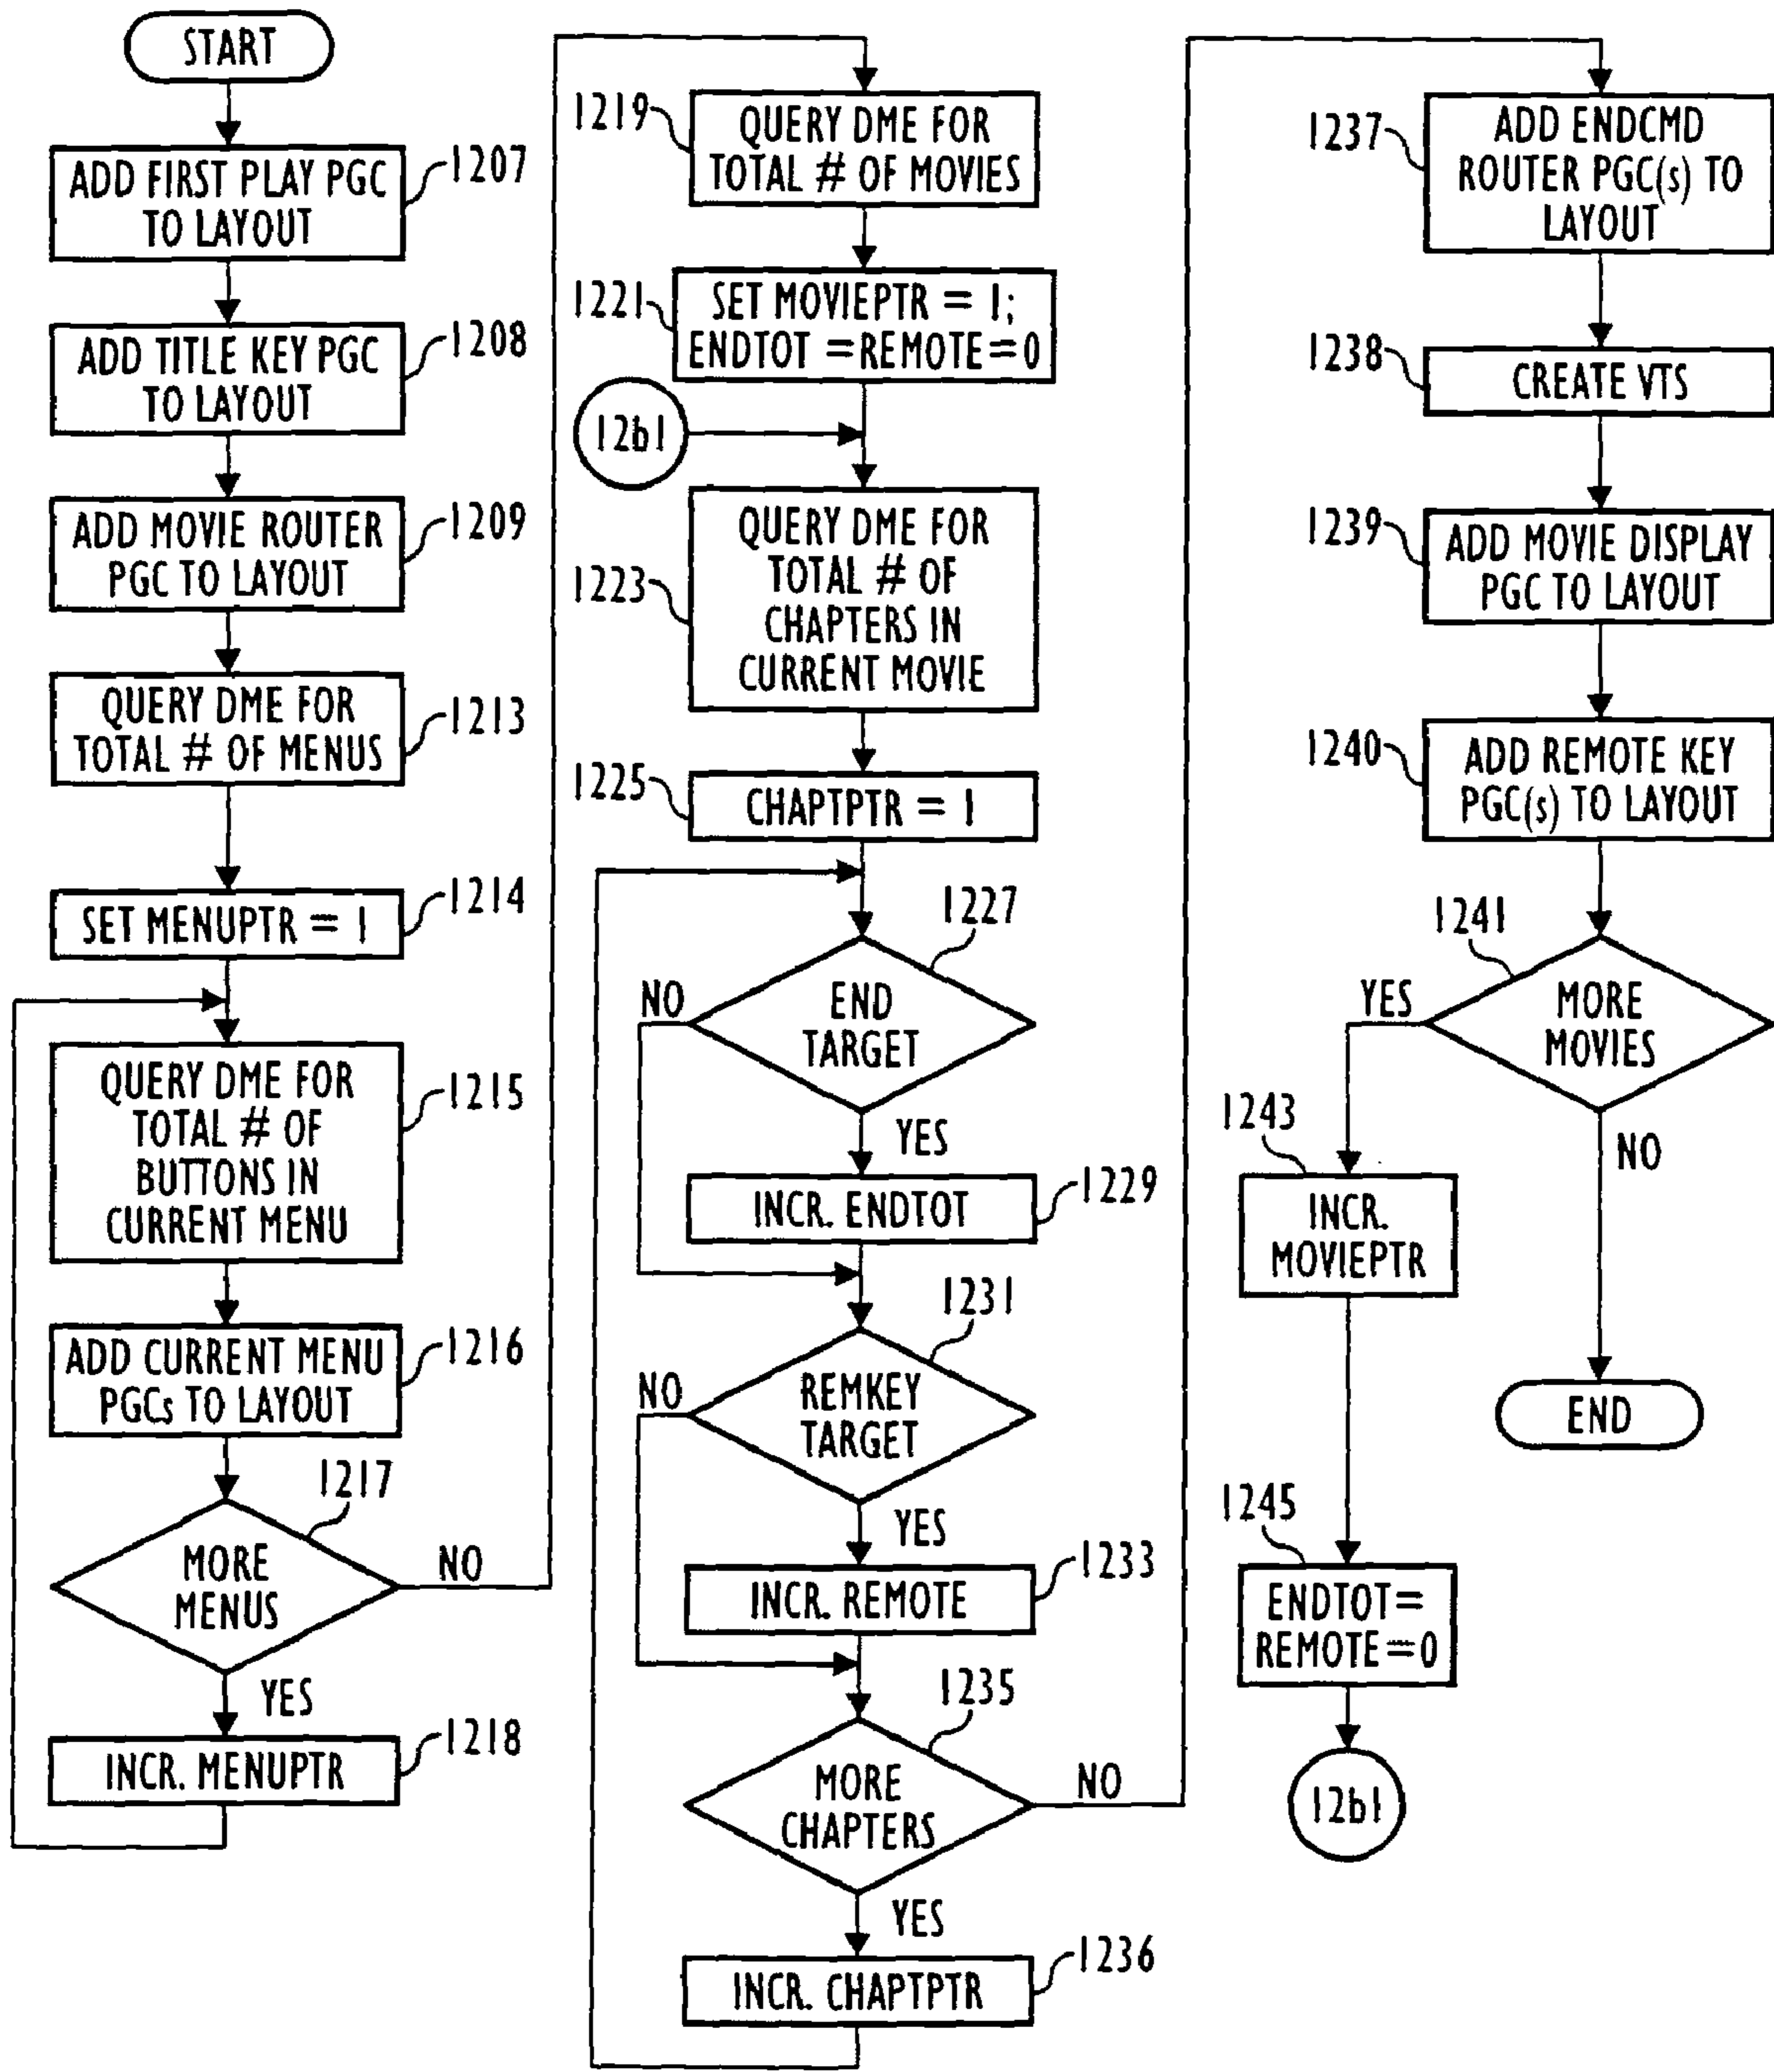 START
ADD FIRST PLAY PGC
TO LAYOUT
1207
ADD TITLE KEY PGC
TO LAYOUT
1208
ADD MOVIE ROUTER
PGC TO LAYOUT
1209
QUERY DME FOR
TOTAL # OF MENUS
1213
SET MENUPTR = 1
1214
QUERY DME FOR
TOTAL # OF
BUTTONS IN
CURRENT MENU
1215
ADD CURRENT MENU
PGCs TO LAYOUT
1216
1217
MORE
MENUS
NO
YES
INCR. MENUPTR
1218
1219
QUERY DME FOR
TOTAL # OF MOVIES
1221
SET MOVIEPTR = 1;
ENDTOT =REMOTE=0
12b1
1223
QUERY DME FOR
TOTAL # OF
CHAPTERS IN
CURRENT MOVIE
1225
CHAPTPTR = 1
1227
NO
END
TARGET
YES
INCR. ENDTOT
1229
1231
NO
REMKEY
TARGET
YES
INCR. REMOTE
1233
1235
MORE
CHAPTERS
NO
YES
INCR. CHAPTPTR
1236
1237
ADD ENDCMD
ROUTER PGC(s) TO
LAYOUT
1238
CREATE VTS
1239
ADD MOVIE DISPLAY
PGC TO LAYOUT
1240
ADD REMOTE KEY
PGC(s) TO LAYOUT
1241
YES
MORE
MOVIES
NO
1243
INCR.
MOVIEPTR
END
1245
ENDTOT=
REMOTE=0
12b1